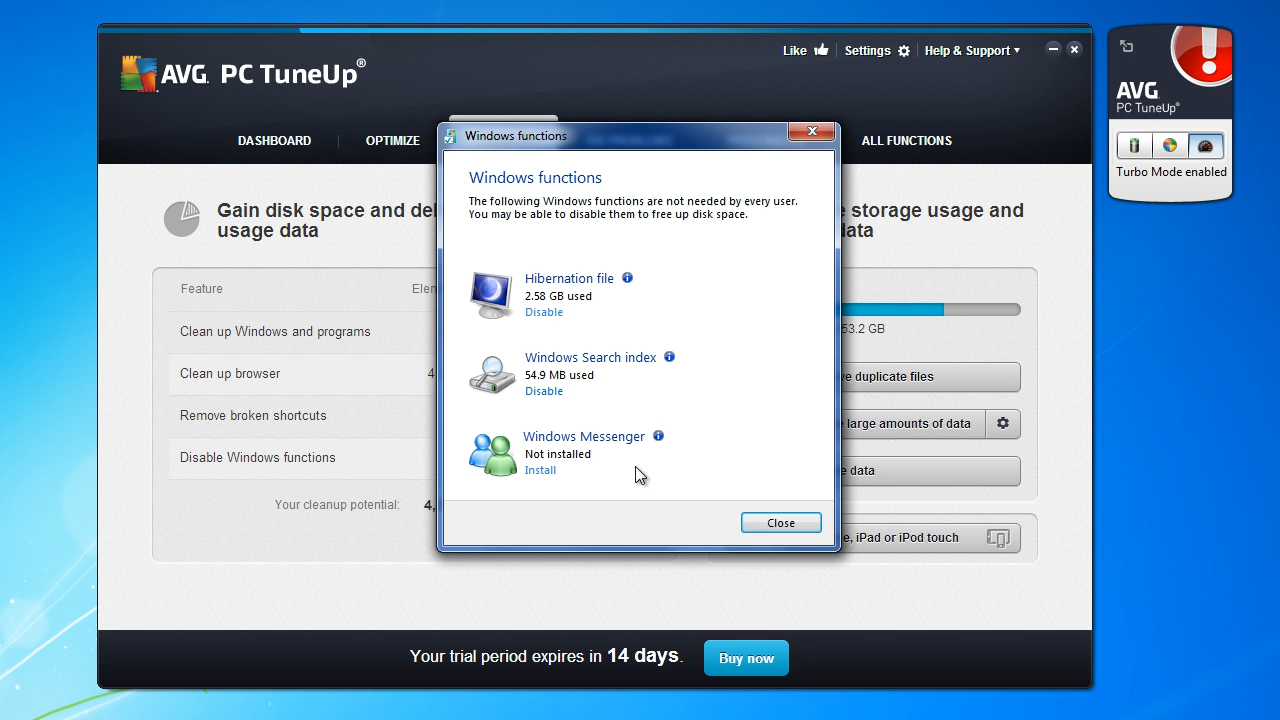 Like
Settings
Help & Support
AVG. PC TuneUp®
DASHBOARD
OPTIMIZE
ALL FUNCTIONS
AVG.
PC TuneUp®
Turbo Mode enabled
Gain disk space and
usage data
storage usage and
Feature
Clean up Windows and programs
Clean up browser
4
Remove broken shortcuts
Disable Windows functions
Your cleanup potential: 4,
53.2 GB
duplicate files
large amounts of data
data
iPad or iPod touch
Windows functions
Windows functions
The following Windows functions are not needed by every user.
You may be able to disable them to free up disk space.
Hibernation file
2.58 GB used
Disable
Windows Search index
54.9 MB used
Disable
Windows Messenger
Not installed
Install
Close
Your trial period expires in 14 days.
Buy now